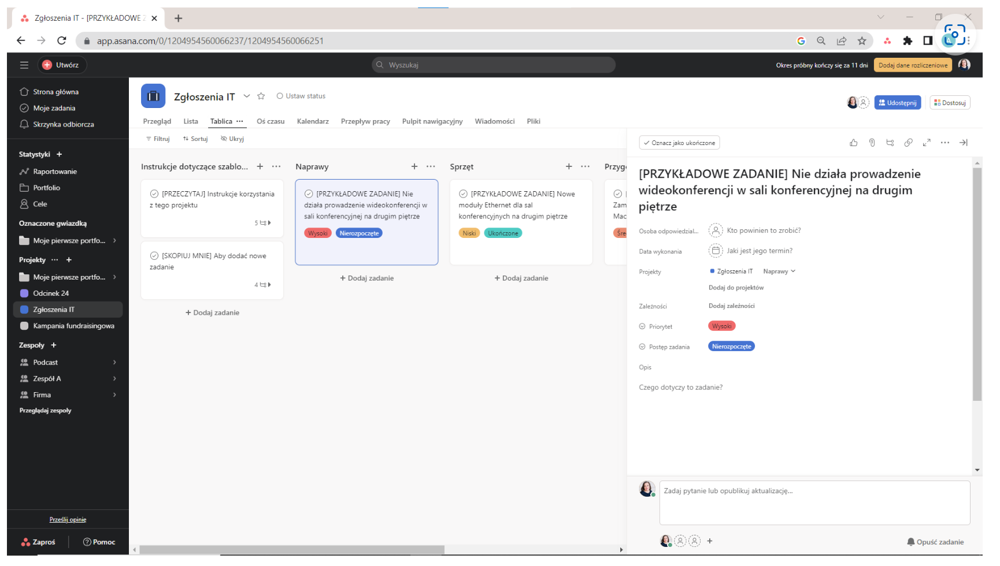 Zgłoszenia IT - [PRZYKŁADOWE Z
app.asana.com/0/1204954560066237/1204954560066251
Utwórz
Wyszukaj
Okres próbny kończy się za 11 dni
Dodaj dane rozliczeniowe
Strona główna
Moje zadania
Skrzynka odbiorcza
Statystyki
Raportowanie
Portfolio
Cele
Oznaczone gwiazdką
Moje pierwsze portfo...
Projekty
Moje pierwsze portfo...
Odcinek 24
Zgłoszenia IT
Kampania fundraisingowa
Zespoły
Podcast
Zespół A
Firma
Przeglądaj zespoły
Prześlij opinię
Zaproś
Pomoc
Zgłoszenia IT
Ustaw status
Udostępnij
Dostosuj
Przegląd Lista Tablica Oś czasu Kalendarz Przepływ pracy Pulpit nawigacyjny Wiadomości Pliki
Filtruj Sortuj Ukryj
Instrukcje dotyczące szablo...
[PRZECZYTAJ] Instrukcje korzystania
z tego projektu
5
[SKOPIUJ MNIE] Aby dodać nowe
zadanie
4
+ Dodaj zadanie
Naprawy
[PRZYKŁADOWE ZADANIE] Nie
działa prowadzenie wideokonferencji w
sali konferencyjnej na drugim piętrze
Wysoki Nierozpoczęte
+ Dodaj zadanie
Sprzęt
[PRZYKŁADOWE ZADANIE] Nowe
moduły Ethernet dla sal
konferencyjnych na drugim piętrze
Niski Ukończone
+ Dodaj zadanie
Przyg
[
Zam
Mac
Śre
Oznacz jako ukończone
[PRZYKŁADOWE ZADANIE] Nie działa prowadzenie
wideokonferencji w sali konferencyjnej na drugim
piętrze
Osoba odpowiedzial... Kto powinien to zrobić?
Data wykonania Jaki jest jego termin?
Projekty Zgłoszenia IT Naprawy
Dodaj do projektów
Zależności Dodaj zależności
Priorytet Wysoki
Postęp zadania Nierozpoczęte
Opis
Czego dotyczy to zadanie?
Zadaj pytanie lub opublikuj aktualizację...
Opuść zadanie